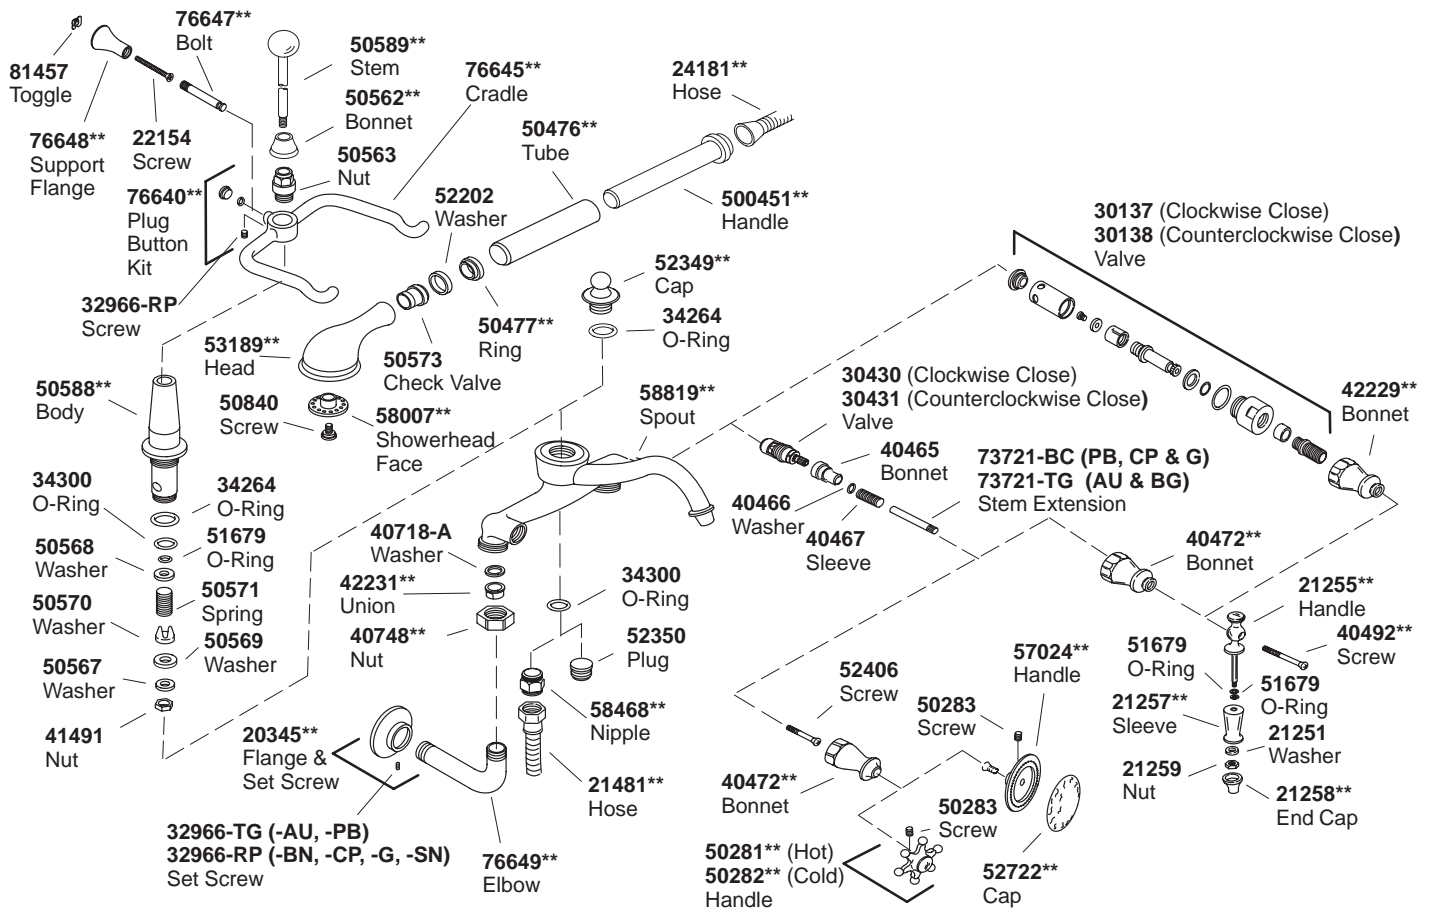 76647**
Bolt
81457
Toggle
76648**
Support
Flange
22154
Screw
50589**
Stem
50562**
Bonnet
50563
Nut
76645**
Cradle
76640**
Plug
Button
Kit
32966-RP
Screw
52202
Washer
50476**
Tube
24181**
Hose
500451**
Handle
50477**
Ring
50573
Check Valve
53189**
Head
50840
Screw
58007**
Showerhead
Face
52349**
Cap
34264
O-Ring
58819**
Spout
30137 (Clockwise Close)
30138 (Counterclockwise Close)
Valve
30430 (Clockwise Close)
30431 (Counterclockwise Close)
Valve
42229**
Bonnet
40465
Bonnet
40466
Washer
40467
Sleeve
73721-BC (PB, CP & G)
73721-TG (AU & BG)
Stem Extension
50588**
Body
34300
O-Ring
34264
O-Ring
51679
O-Ring
50568
Washer
50571
Spring
50570
Washer
50569
Washer
50567
Washer
41491
Nut
40718-A
Washer
42231**
Union
40748**
Nut
34300
O-Ring
52350
Plug
58468**
Nipple
21481**
Hose
20345**
Flange &
Set Screw
32966-TG (-AU, -PB)
32966-RP (-BN, -CP, -G, -SN)
Set Screw
76649**
Elbow
40472**
Bonnet
21255**
Handle
40492**
Screw
51679
O-Ring
51679
O-Ring
21257**
Sleeve
21251
Washer
21259
Nut
21258**
End Cap
52406
Screw
57024**
Handle
50283
Screw
40472**
Bonnet
50283
Screw
50281** (Hot)
50282** (Cold)
Handle
52722**
Cap